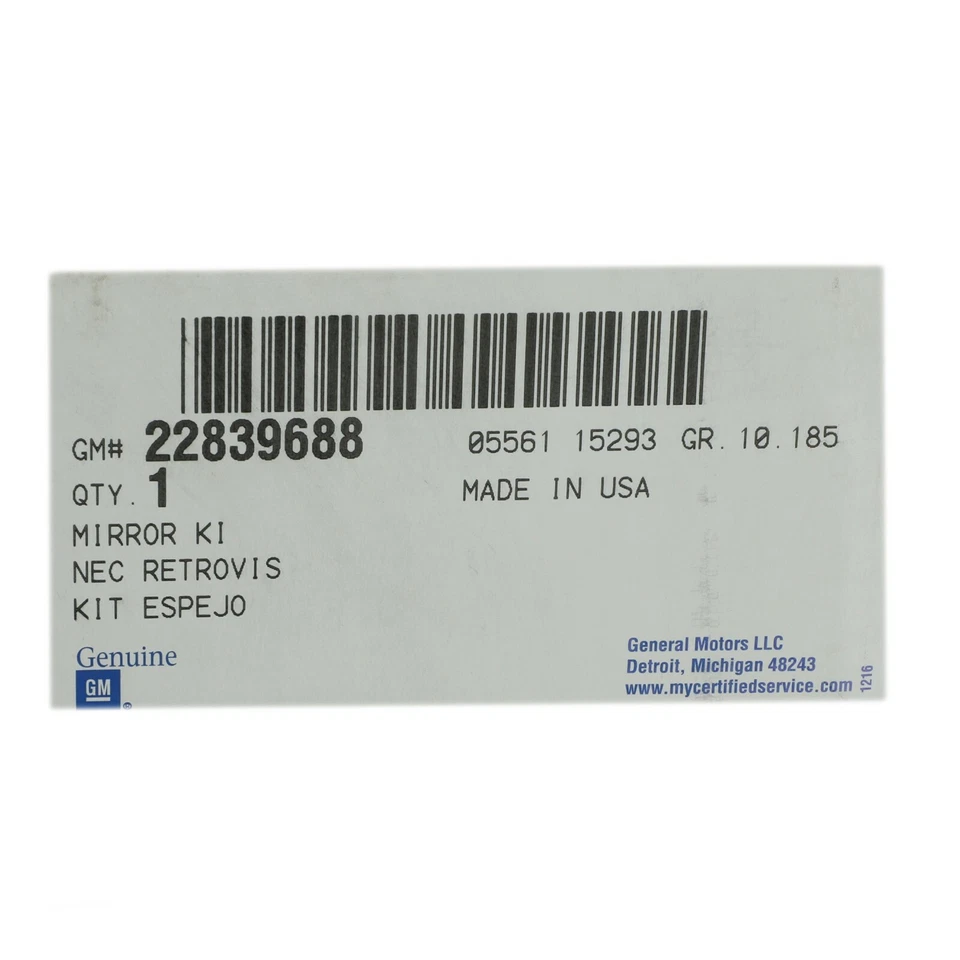 GM# 22839688 05561 15293 GR. 10.185
QTY. 1 MADE IN USA
MIRROR KI
NEC RETROVIS
KIT ESPEJO
Genuine
GM
®
General Motors LLC
Detroit, Michigan 48243
www.mycertifiedservice.com
1216